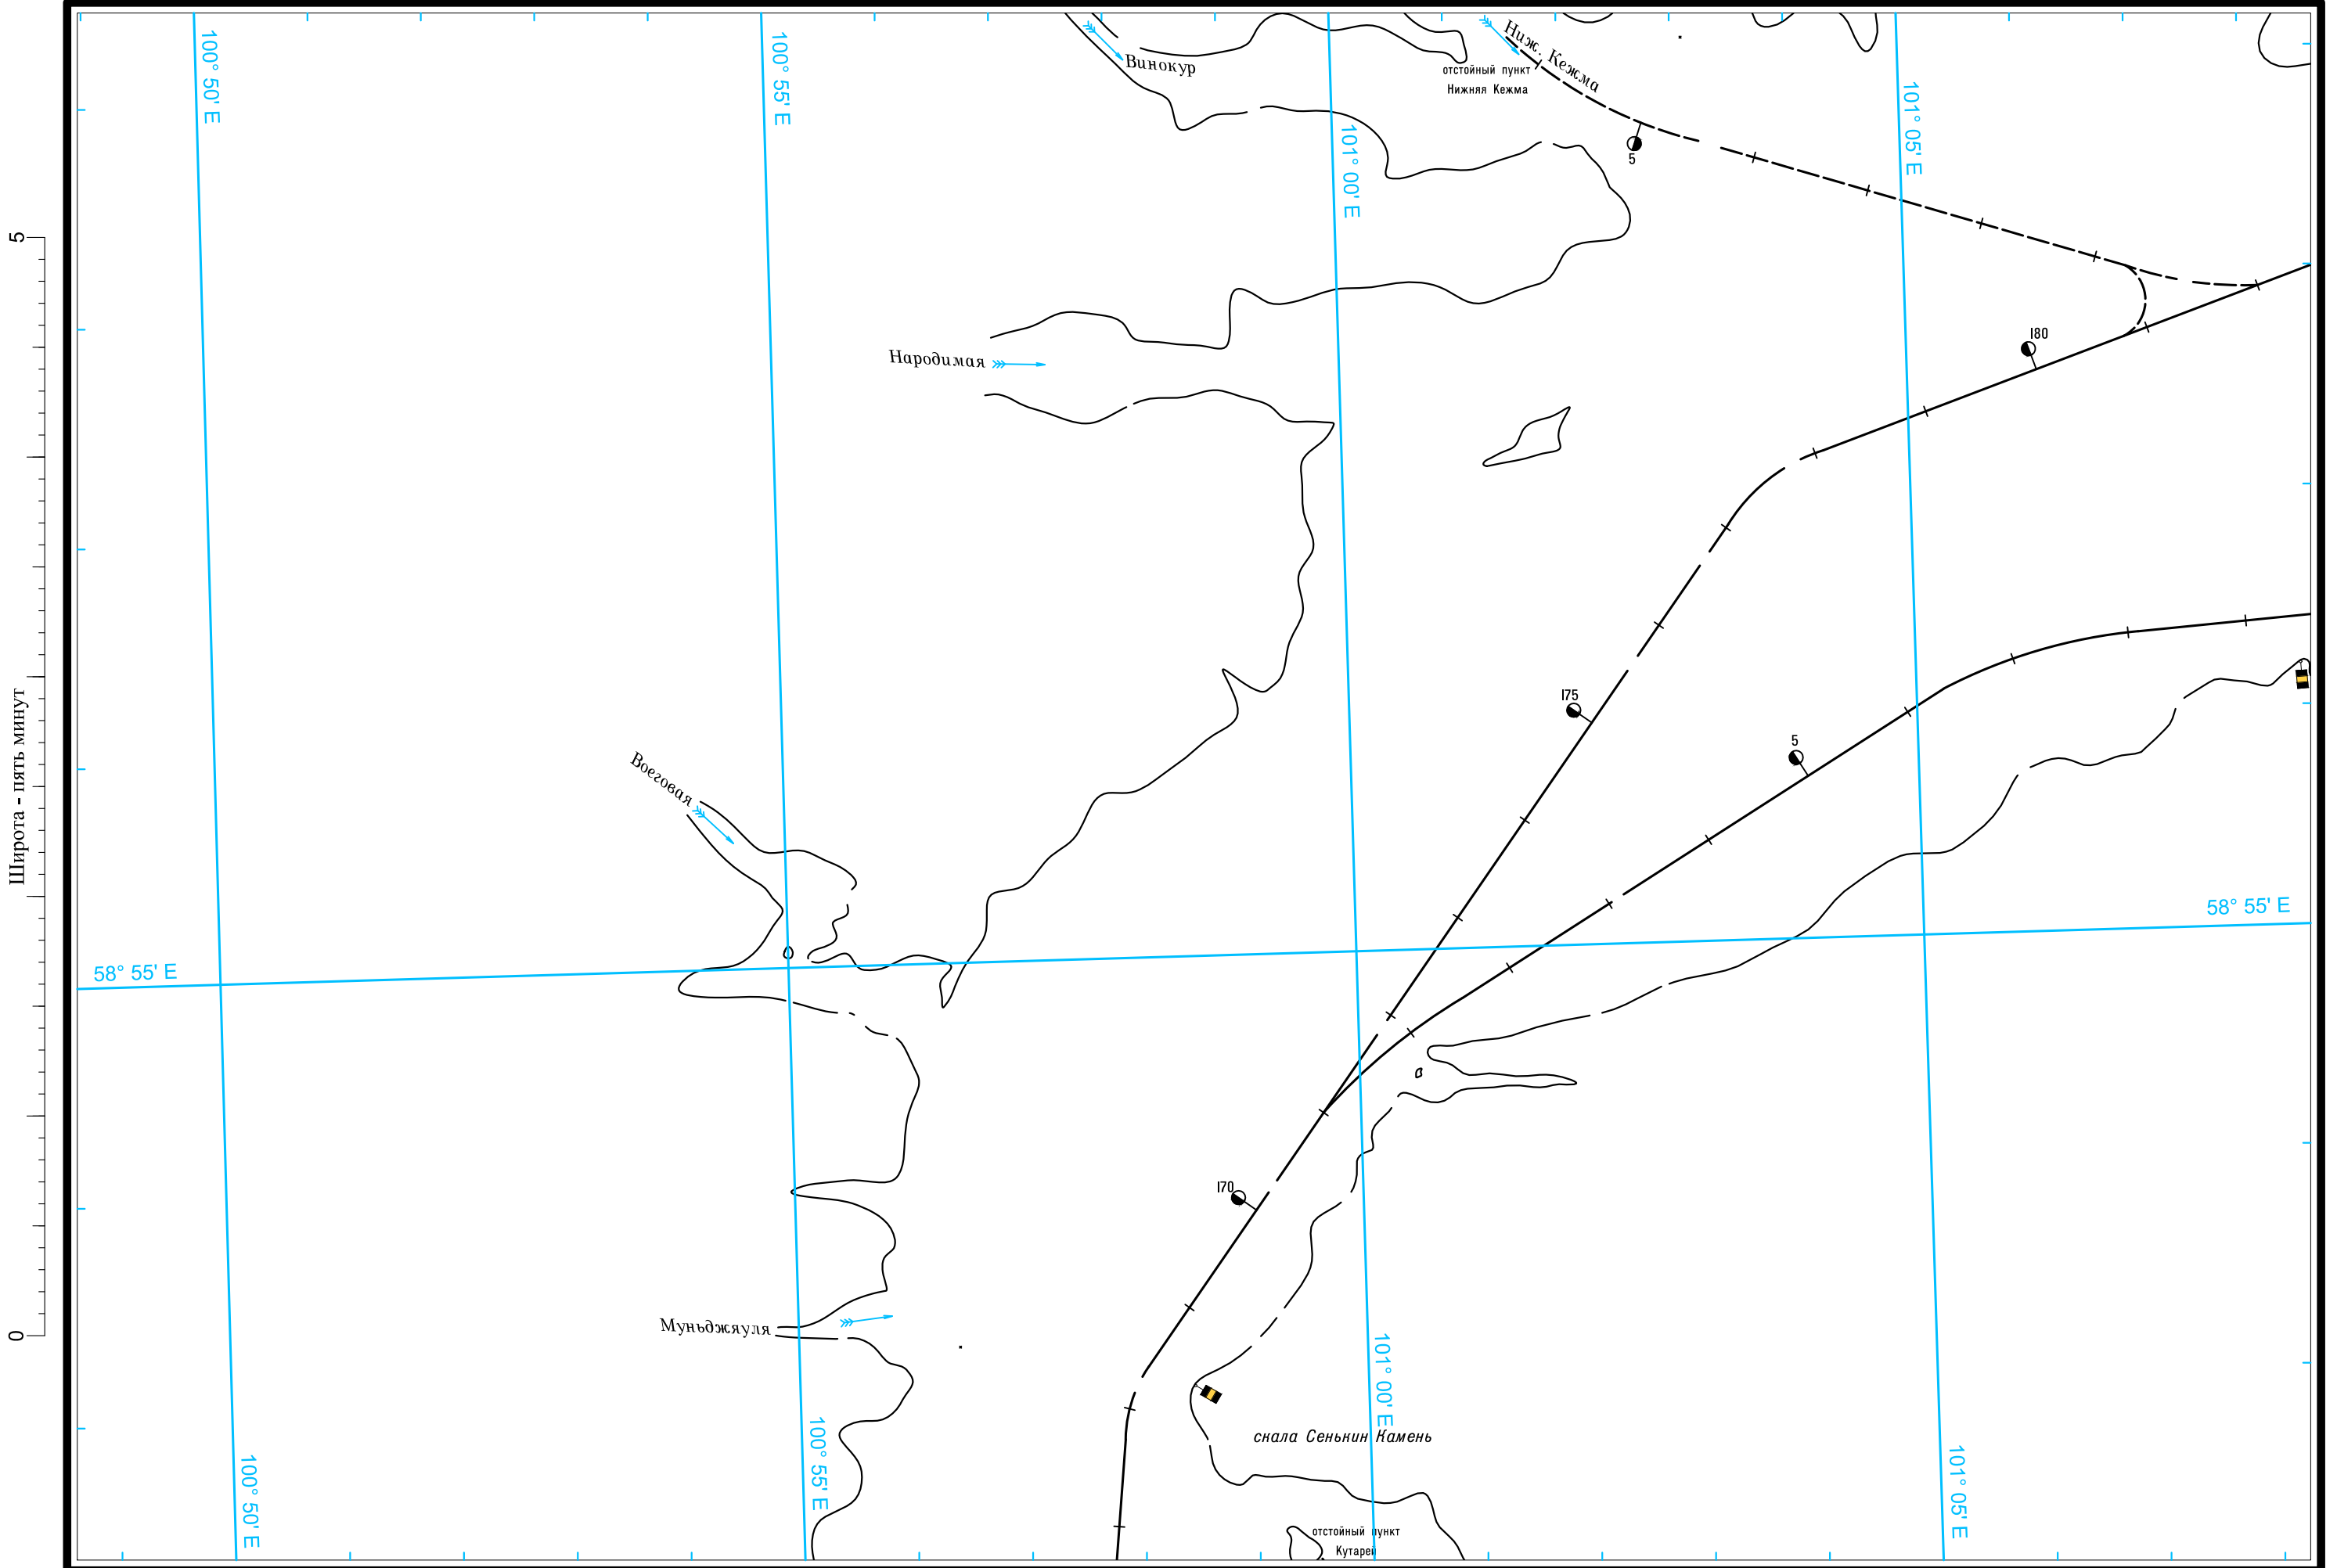 100° 50' E
100° 55' E
101° 00' E
101° 05' E
Винокур
Ниж. Кежма
отстойный пункт
Нижняя Кежма
5
5
180
Народимая
175
5
Широта - пять минут
Воеговая
58° 55' E
58° 55' E
170
Муньджяуля
0
скала Сенькин Камень
отстойный пункт
Кутарей
100° 50' E
100° 55' E
101° 00' E
101° 05' E